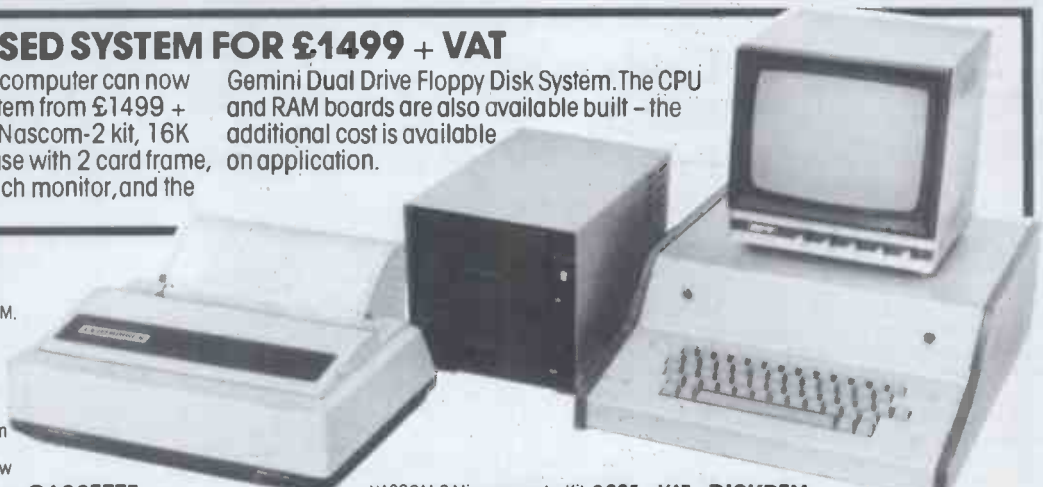 SED SYSTEM FOR £1499 + VAT
computer can now
tem from £1499 +
Nascom-2 kit, 16K
se with 2 card frame,
ch monitor, and the
Gemini Dual Drive Floppy Disk System. The CPU
and RAM boards are also available built – the
additional cost is available
on application.
M.
n
w